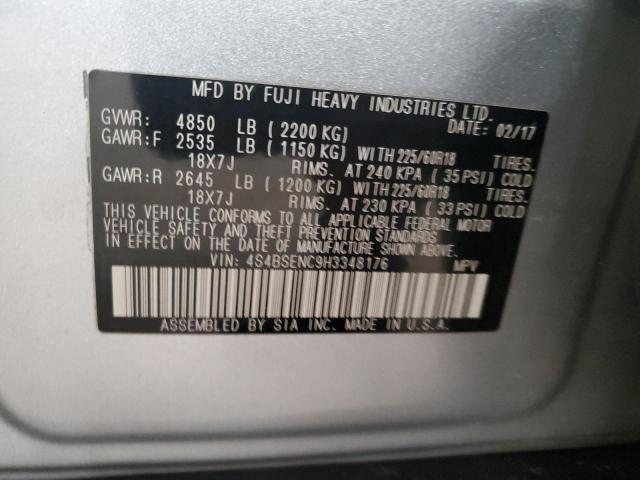 MFD BY FUJI HEAVY INDUSTRIES LTD.
GVWR: 4850 LB ( 2200 KG) DATE: 02/17
GAWR:F 2535 LB ( 1150 KG) WITH 225/60R18 TIRES.
18X7J RIMS. AT 240 KPA ( 35 PSI) COLD
GAWR:R 2645 LB ( 1200 KG) WITH 225/60R18 TIRES.
18X7J RIMS. AT 230 KPA ( 33 PSI) COLD
THIS VEHICLE CONFORMS TO ALL APPLICABLE FEDERAL MOTOR
VEHICLE SAFETY AND THEFT PREVENTION STANDARDS
IN EFFECT ON THE DATE OF MANUFACTURE SHOWN ABOVE.
VIN: 4S4BSENC9H3348176 MPV
ASSEMBLED BY SIA INC. MADE IN U.S.A.